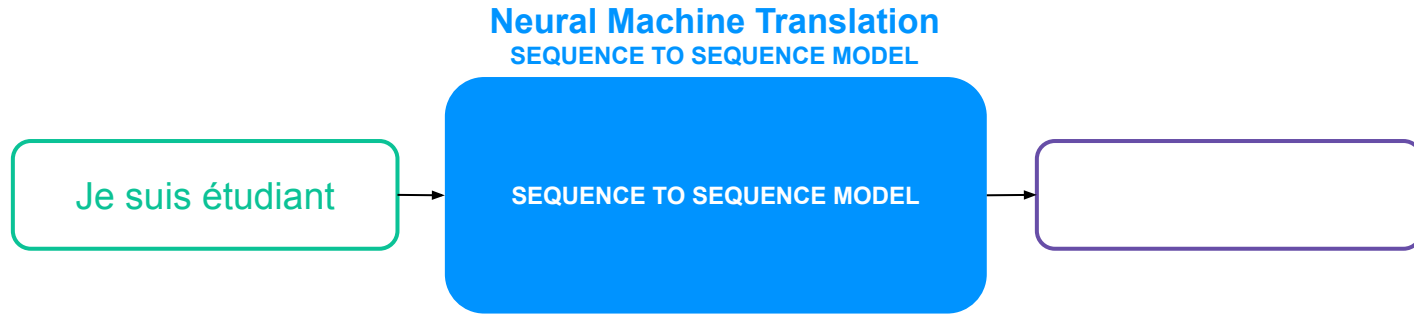 Neural Machine Translation
SEQUENCE TO SEQUENCE MODEL
Je suis étudiant
SEQUENCE TO SEQUENCE MODEL